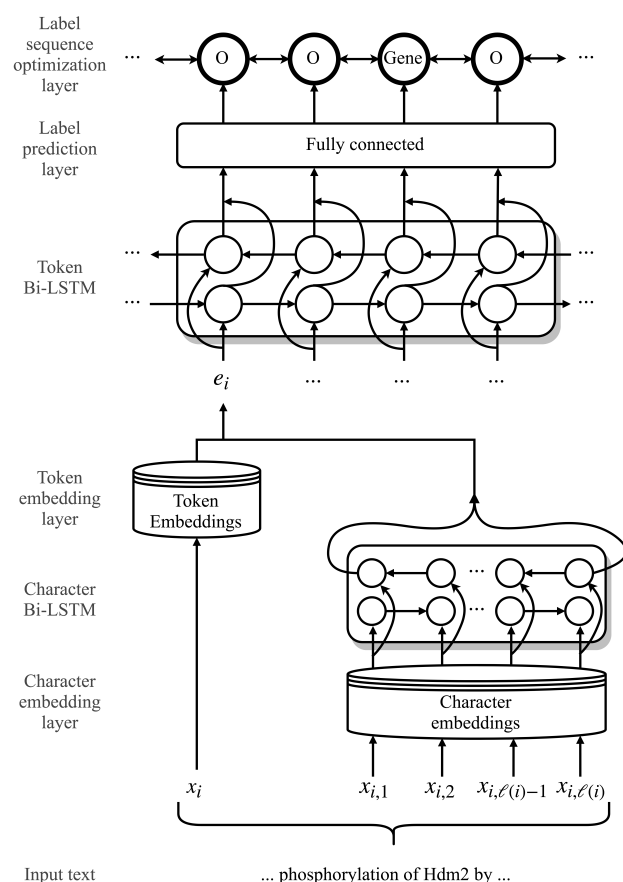 Label
sequence
optimization
layer
... O O Gene O ...
Label
prediction
layer
Fully connected
Token
Bi-LSTM
... ...
... ...
e_i ... ... ...
Token
embedding
layer
Token
Embeddings
Character
Bi-LSTM
...
...
Character
embedding
layer
Character
embeddings
x_i x_{i,1} x_{i,2} x_{i,ℓ(i)−1} x_{i,ℓ(i)}
Input text ... phosphorylation of Hdm2 by ...